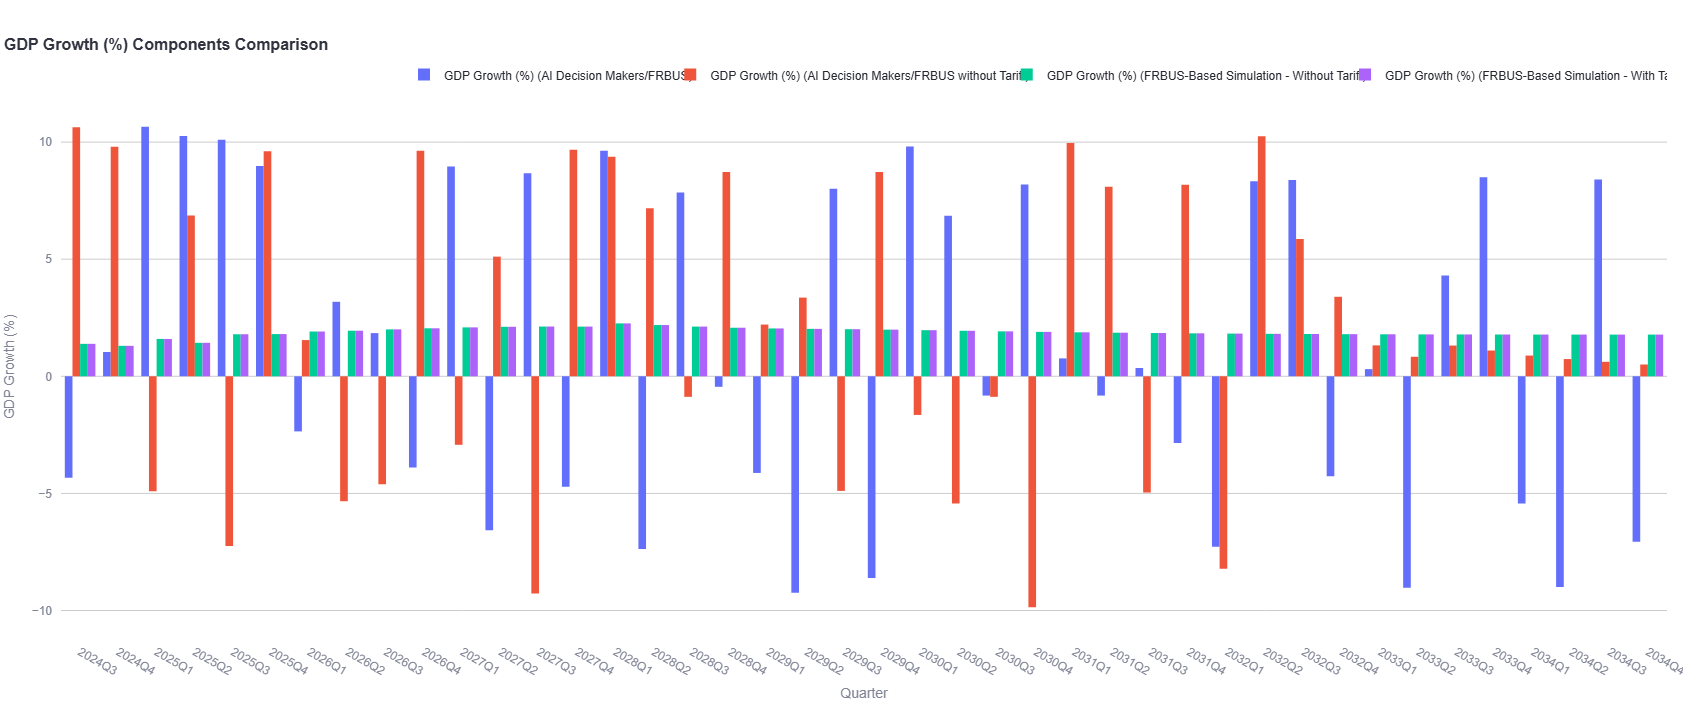 GDP Growth (%) Components Comparison
GDP Growth (%) (AI Decision Makers/FRBUS)
GDP Growth (%) (AI Decision Makers/FRBUS without Tarif
GDP Growth (%) (FRBUS-Based Simulation - Without Tarif
GDP Growth (%) (FRBUS-Based Simulation - With Ta
10
5
0
−5
−10
GDP Growth (%)
2024Q3
2024Q4
2025Q1
2025Q2
2025Q3
2025Q4
2026Q1
2026Q2
2026Q3
2026Q4
2027Q1
2027Q2
2027Q3
2027Q4
2028Q1
2028Q2
2028Q3
2028Q4
2029Q1
2029Q2
2029Q3
2029Q4
2030Q1
2030Q2
2030Q3
2030Q4
2031Q1
2031Q2
2031Q3
2031Q4
2032Q1
2032Q2
2032Q3
2032Q4
2033Q1
2033Q2
2033Q3
2033Q4
2034Q1
2034Q2
2034Q3
2034Q4
Quarter